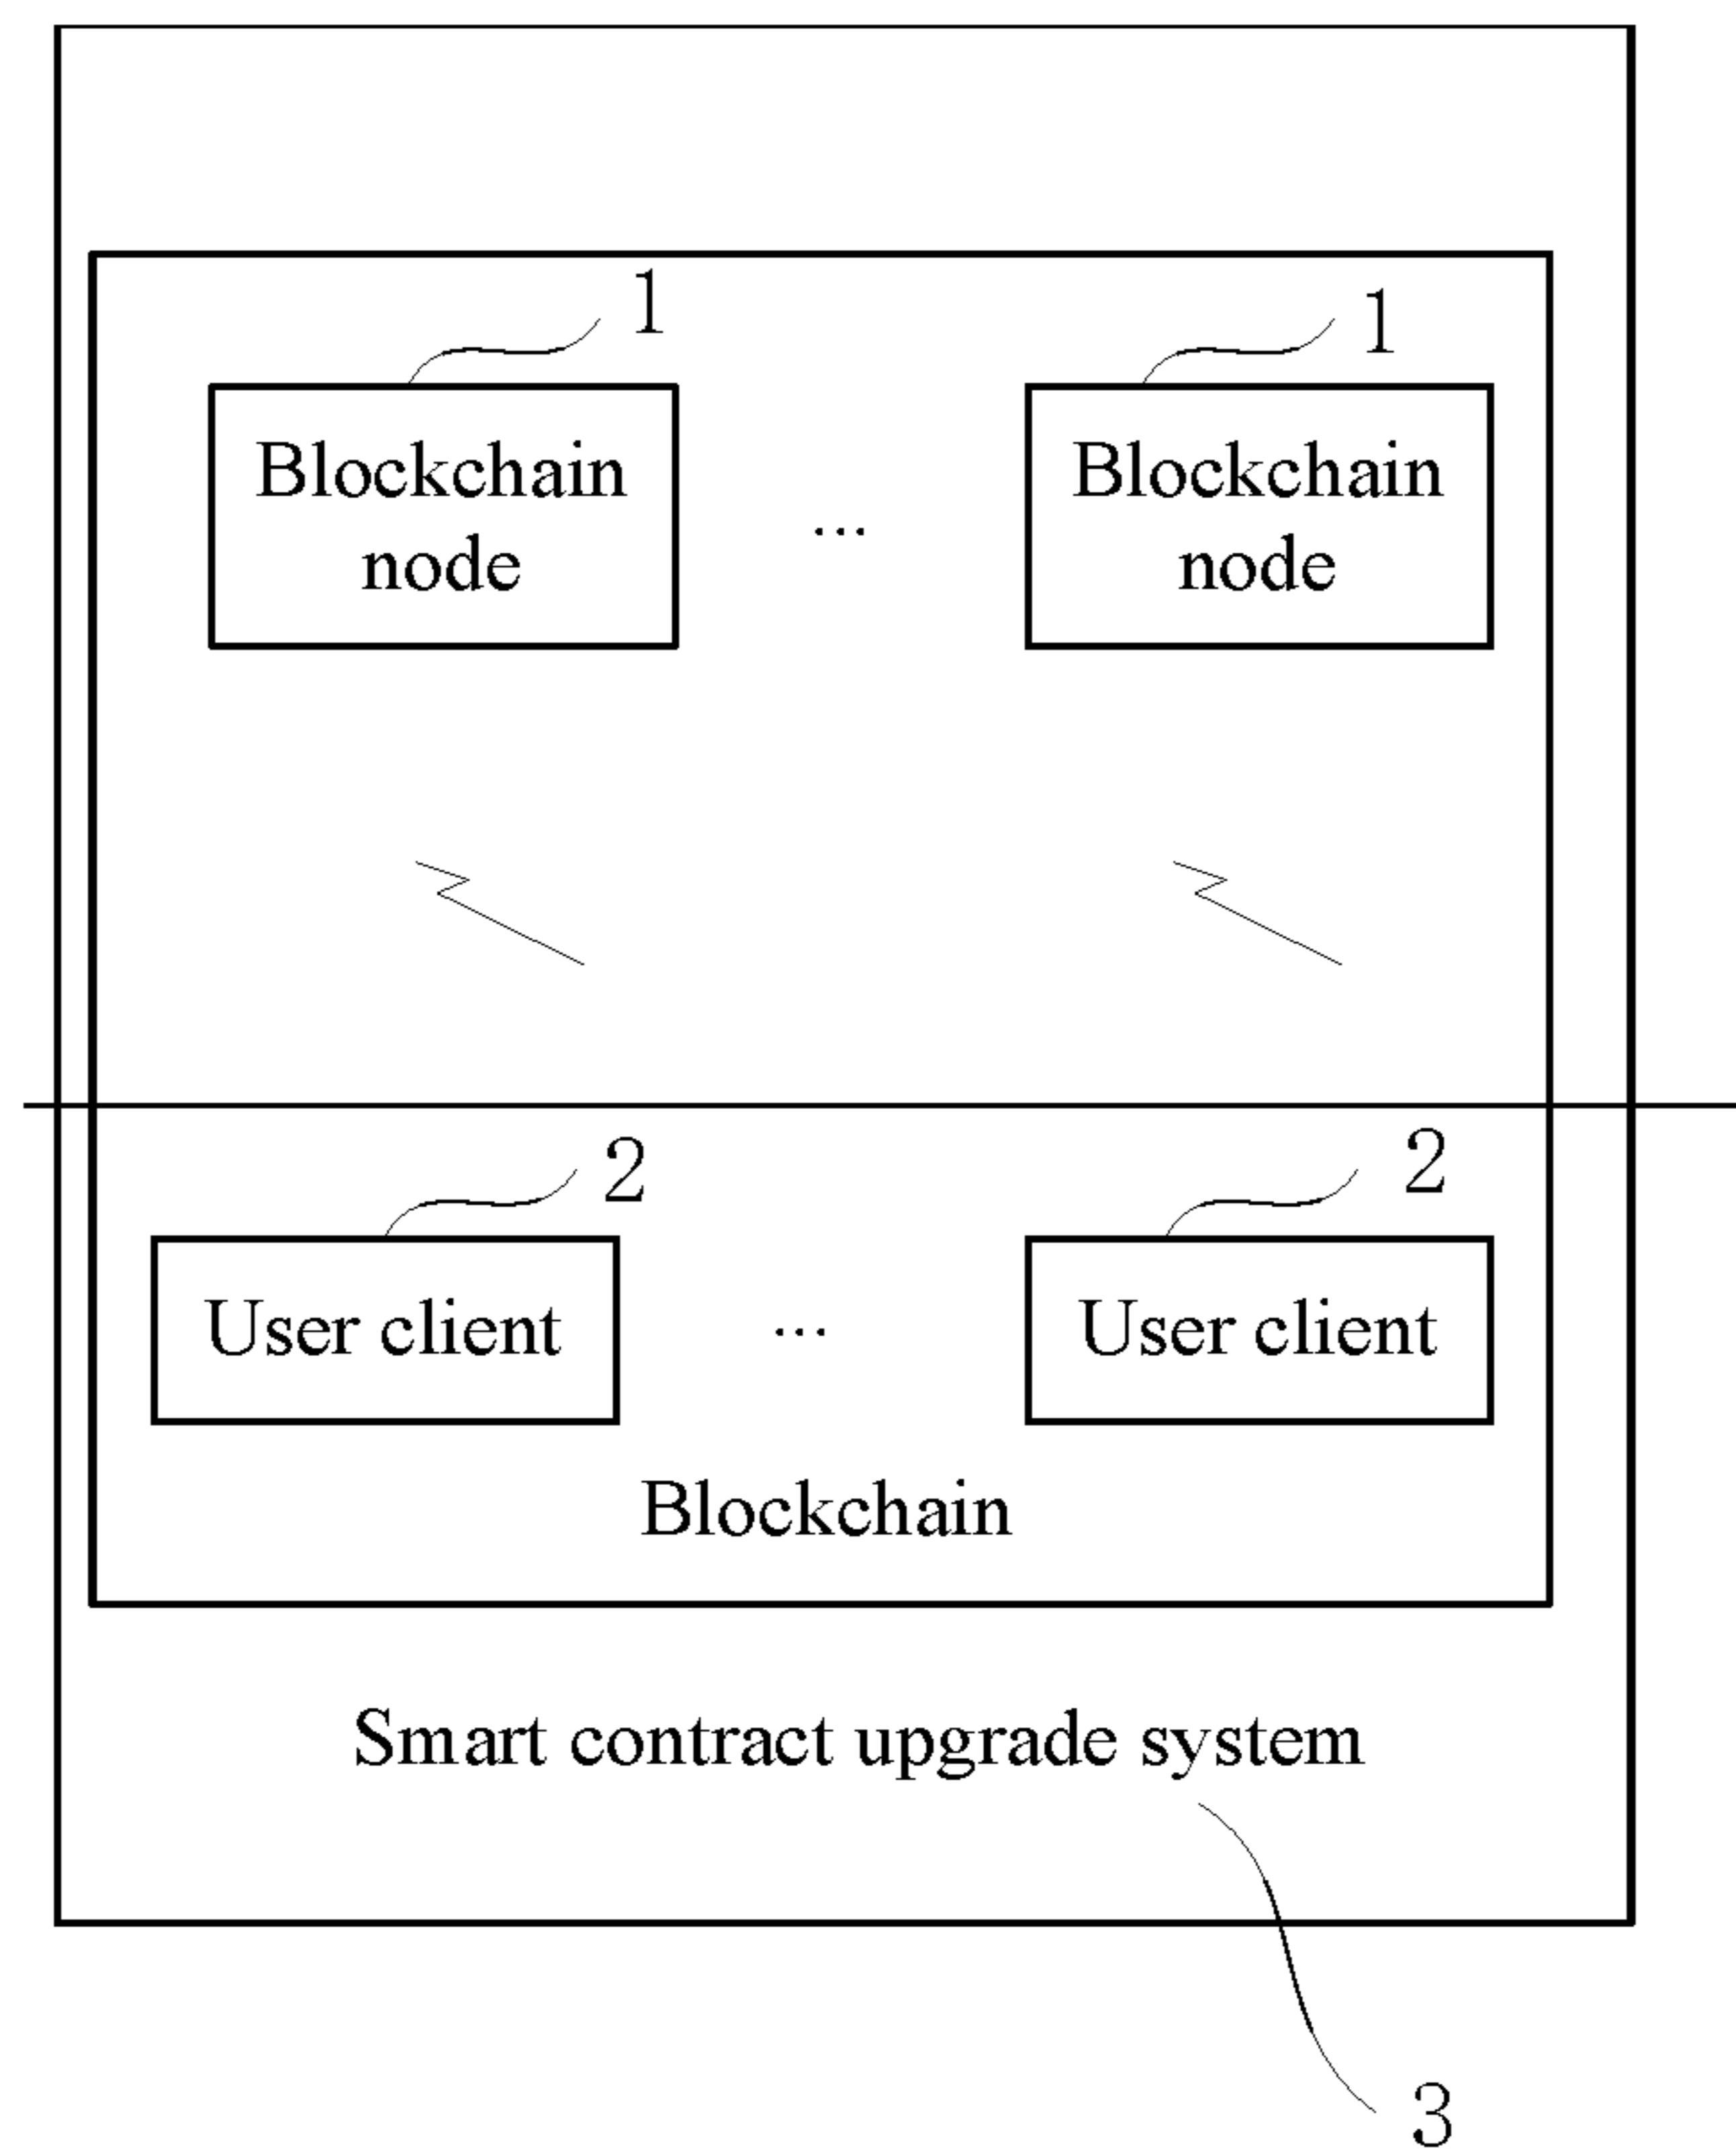 1
1
Blockchain
node
...
Blockchain
node
2
2
User client
...
User client
Blockchain
Smart contract upgrade system
3